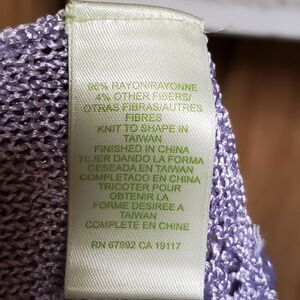 96% RAYON/RAYONNE
4% OTHER FIBERS/
OTRAS FIBRAS/AUTRES
FIBRES
KNIT TO SHAPE IN
TAIWAN
FINISHED IN CHINA
TEJER DANDO LA FORMA
DESEADA EN TAIWAN
COMPLETADO EN CHINA
TRICOTER POUR
OBTENIR LA
FORME DESIREE A
TAIWAN
COMPLETE EN CHINE
RN 67992 CA 19117